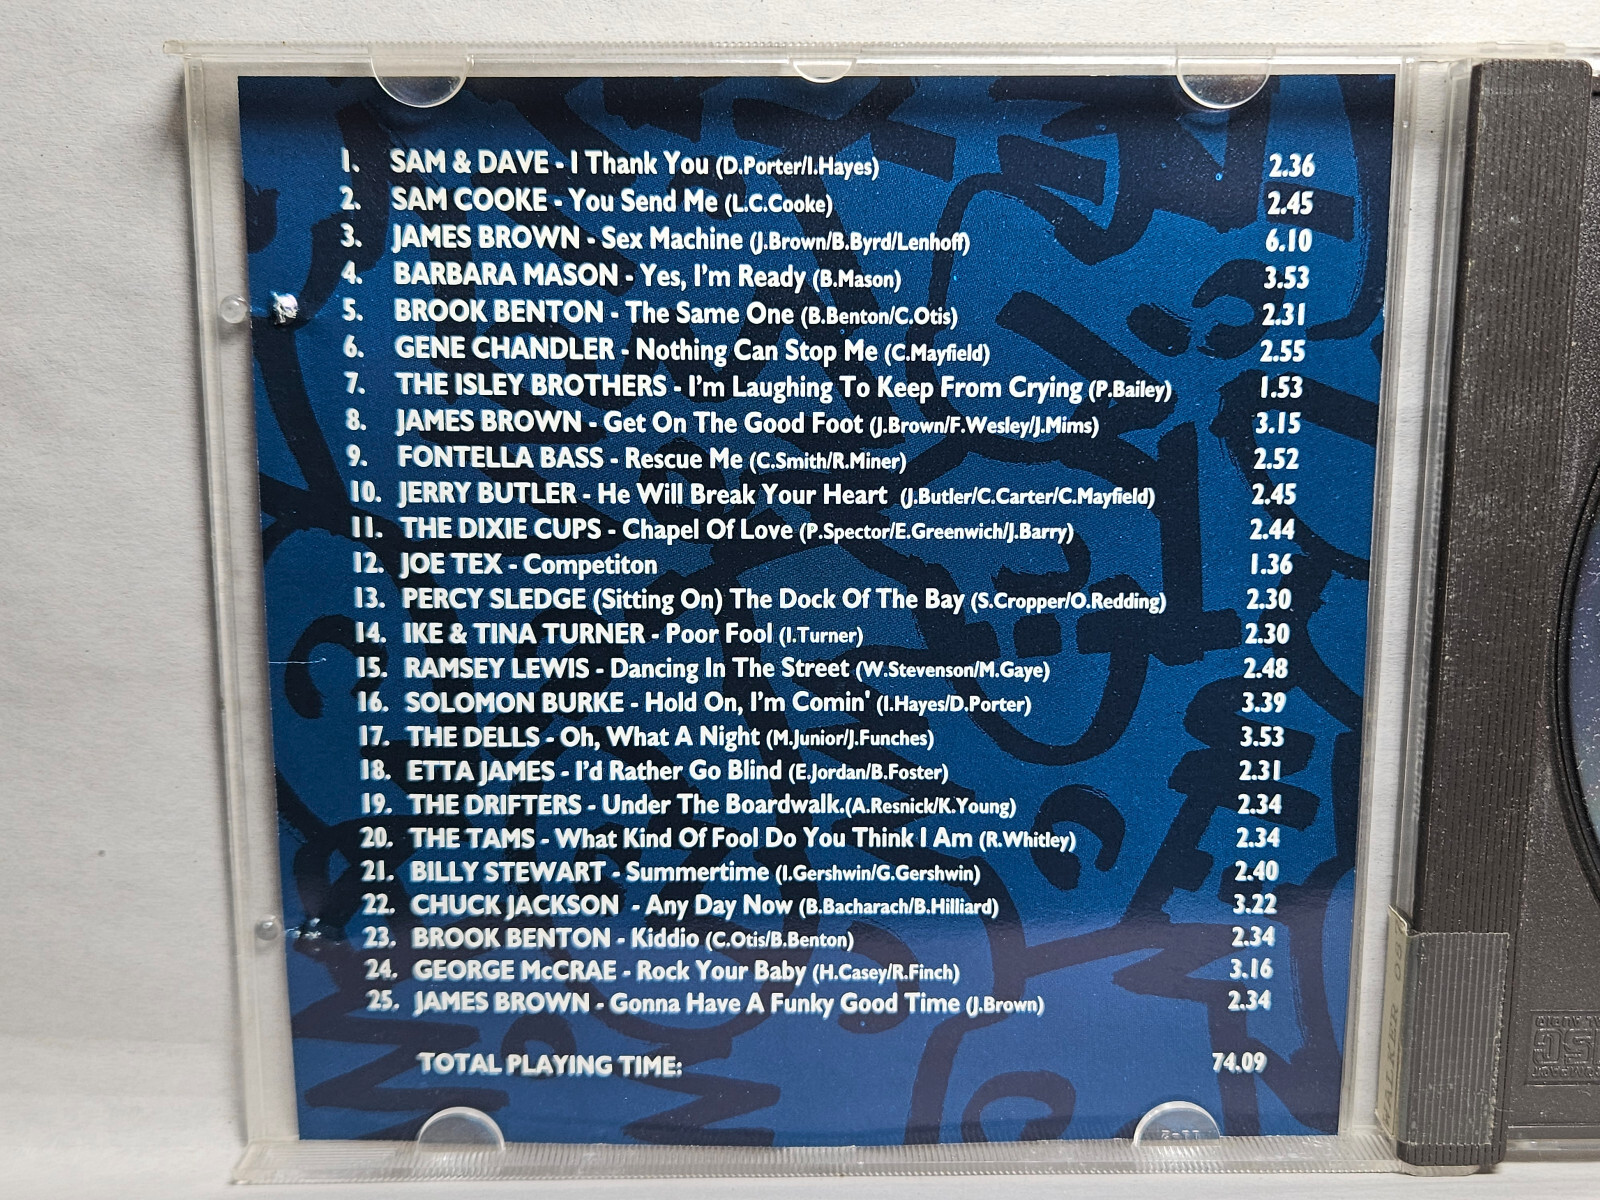 1. SAM & DAVE - I Thank You (D.Porter/I.Hayes) 2.36
2. SAM COOKE - You Send Me (L.C.Cooke) 2.45
3. JAMES BROWN - Sex Machine (J.Brown/B.Byrd/Lenhoff) 6.10
4. BARBARA MASON - Yes, I'm Ready (B.Mason) 3.53
5. BROOK BENTON - The Same One (B.Benton/C.Otis) 2.31
6. GENE CHANDLER - Nothing Can Stop Me (C.Mayfield) 2.55
7. THE ISLEY BROTHERS - I'm Laughing To Keep From Crying (P.Bailey) 1.53
8. JAMES BROWN - Get On The Good Foot (J.Brown/F.Wesley/J.Mims) 3.15
9. FONTELLA BASS - Rescue Me (C.Smith/R.Miner) 2.52
10. JERRY BUTLER - He Will Break Your Heart (J.Butler/C.Carter/C.Mayfield) 2.45
11. THE DIXIE CUPS - Chapel Of Love (P.Spector/E.Greenwich/J.Barry) 2.44
12. JOE TEX - Competiton 1.36
13. PERCY SLEDGE (Sitting On) The Dock Of The Bay (S.Cropper/O.Redding) 2.30
14. IKE & TINA TURNER - Poor Fool (I.Turner) 2.30
15. RAMSEY LEWIS - Dancing In The Street (W.Stevenson/M.Gaye) 2.48
16. SOLOMON BURKE - Hold On, I'm Comin' (I.Hayes/D.Porter) 3.39
17. THE DELLS - Oh, What A Night (M.Junior/J.Funches) 3.53
18. ETTA JAMES - I'd Rather Go Blind (E.Jordan/B.Foster) 2.31
19. THE DRIFTERS - Under The Boardwalk.(A.Resnick/K.Young) 2.34
20. THE TAMS - What Kind Of Fool Do You Think I Am (R.Whitley) 2.34
21. BILLY STEWART - Summertime (I.Gershwin/G.Gershwin) 2.40
22. CHUCK JACKSON - Any Day Now (B.Bacharach/B.Hilliard) 3.22
23. BROOK BENTON - Kiddio (C.Otis/B.Benton) 2.34
24. GEORGE McCRAE - Rock Your Baby (H.Casey/R.Finch) 3.16
25. JAMES BROWN - Gonna Have A Funky Good Time (J.Brown) 2.34
TOTAL PLAYING TIME: 74.09